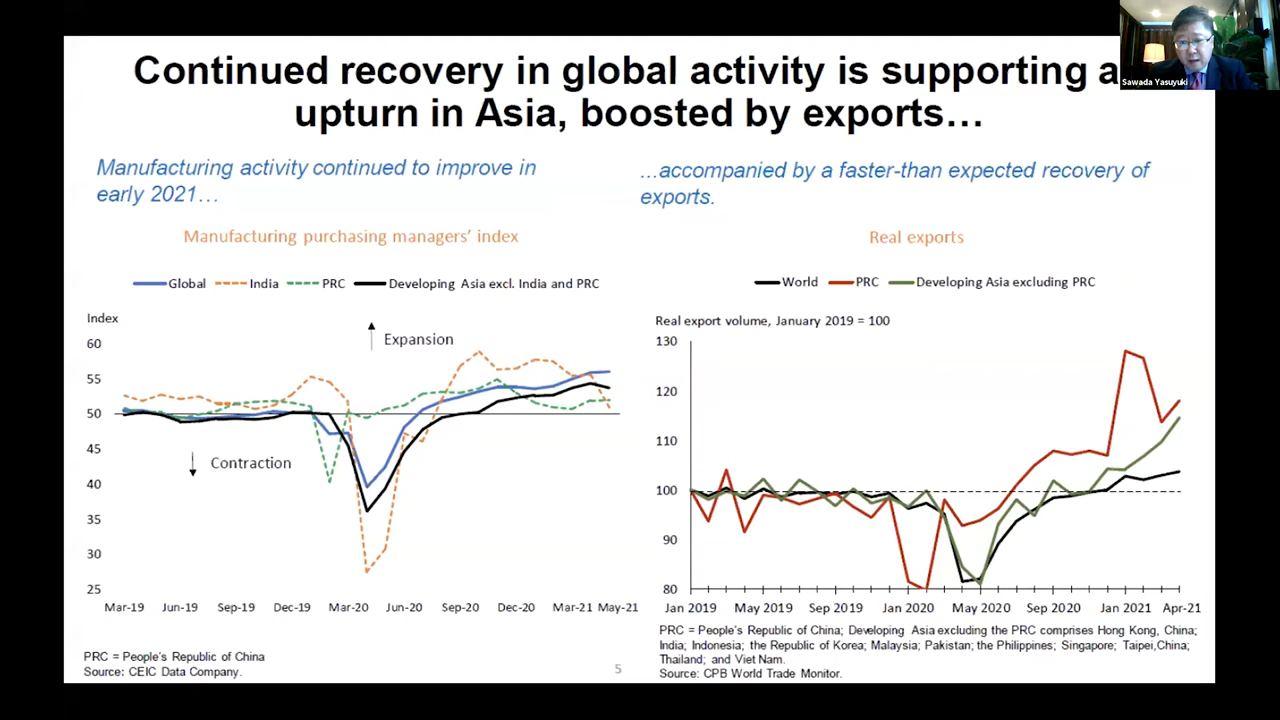 Continued recovery in global activity is supporting a
upturn in Asia, boosted by exports…
Sawada Yasuyuki
Manufacturing activity continued to improve in
early 2021…
…accompanied by a faster-than expected recovery of
exports.
Manufacturing purchasing managers' index
Global India PRC Developing Asia excl. India and PRC
Index
60
55
50
45
40
35
30
25
Expansion
Contraction
Mar-19 Jun-19 Sep-19 Dec-19 Mar-20 Jun-20 Sep-20 Dec-20 Mar-21 May-21
PRC = People's Republic of China
Source: CEIC Data Company.
Real exports
World PRC Developing Asia excluding PRC
Real export volume, January 2019 = 100
130
120
110
100
90
80
Jan 2019 May 2019 Sep 2019 Jan 2020 May 2020 Sep 2020 Jan 2021 Apr-21
PRC = People's Republic of China; Developing Asia excluding the PRC comprises Hong Kong, China;
India; Indonesia; the Republic of Korea; Malaysia; Pakistan; the Philippines; Singapore; Taipei,China;
Thailand; and Viet Nam.
Source: CPB World Trade Monitor.
5